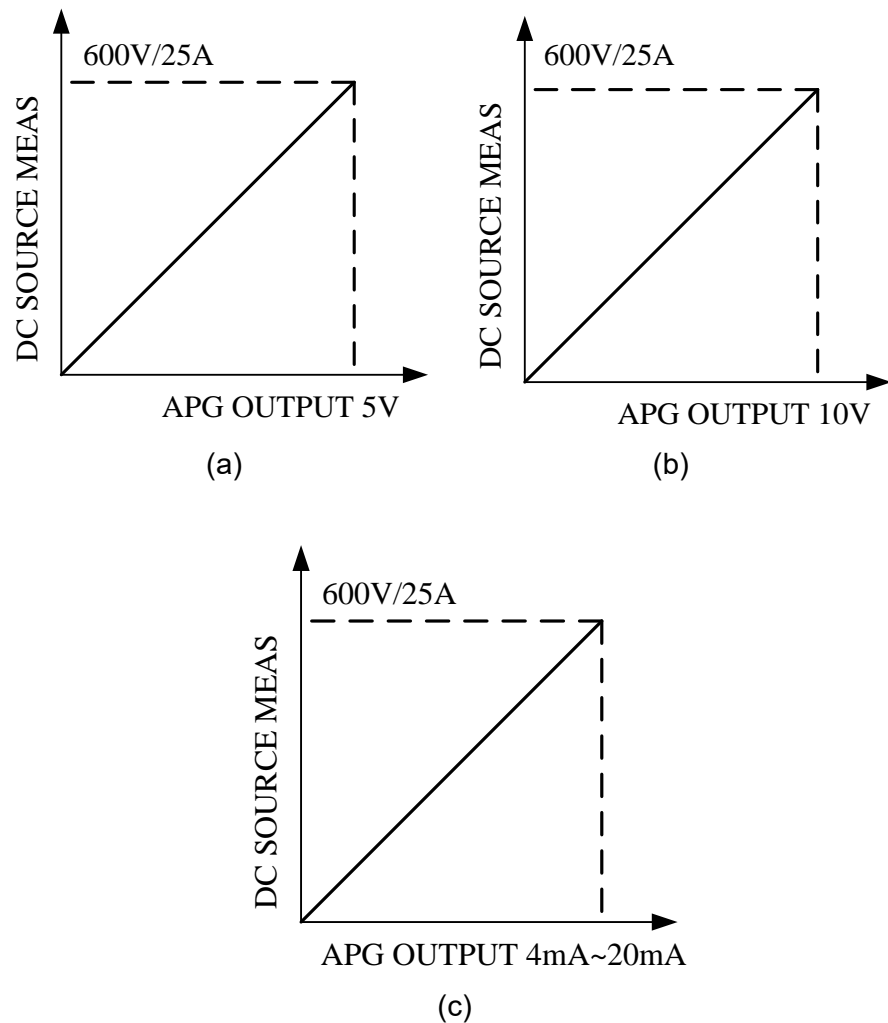 600V/25A
DC SOURCE MEAS
APG OUTPUT 5V
(a)
600V/25A
DC SOURCE MEAS
APG OUTPUT 10V
(b)
600V/25A
DC SOURCE MEAS
APG OUTPUT 4mA~20mA
(c)